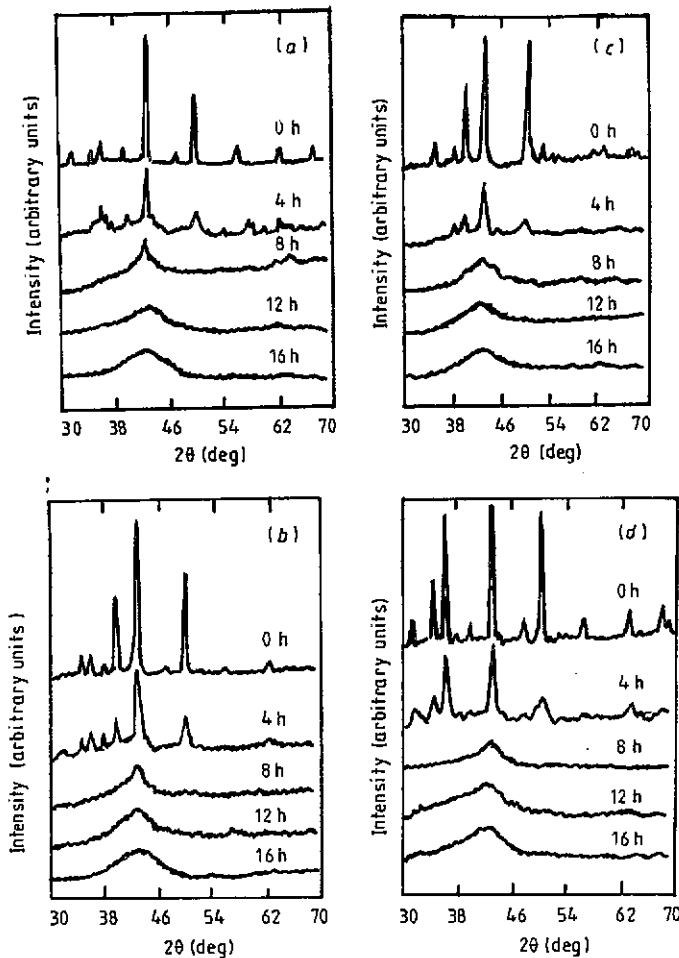 Intensity (arbitrary units)
(a)
0 h
4 h
8 h
12 h
16 h
30 38 46 54 62 70
2θ (deg)
Intensity (arbitrary units)
(c)
0 h
4 h
8 h
12 h
16 h
30 38 46 54 62 70
2θ (deg)
Intensity (arbitrary units)
(b)
0 h
4 h
8 h
12 h
16 h
30 38 46 54 62 70
2θ (deg)
Intensity (arbitrary units)
(d)
0 h
4 h
8 h
12 h
16 h
30 38 46 54 62 70
2θ (deg)